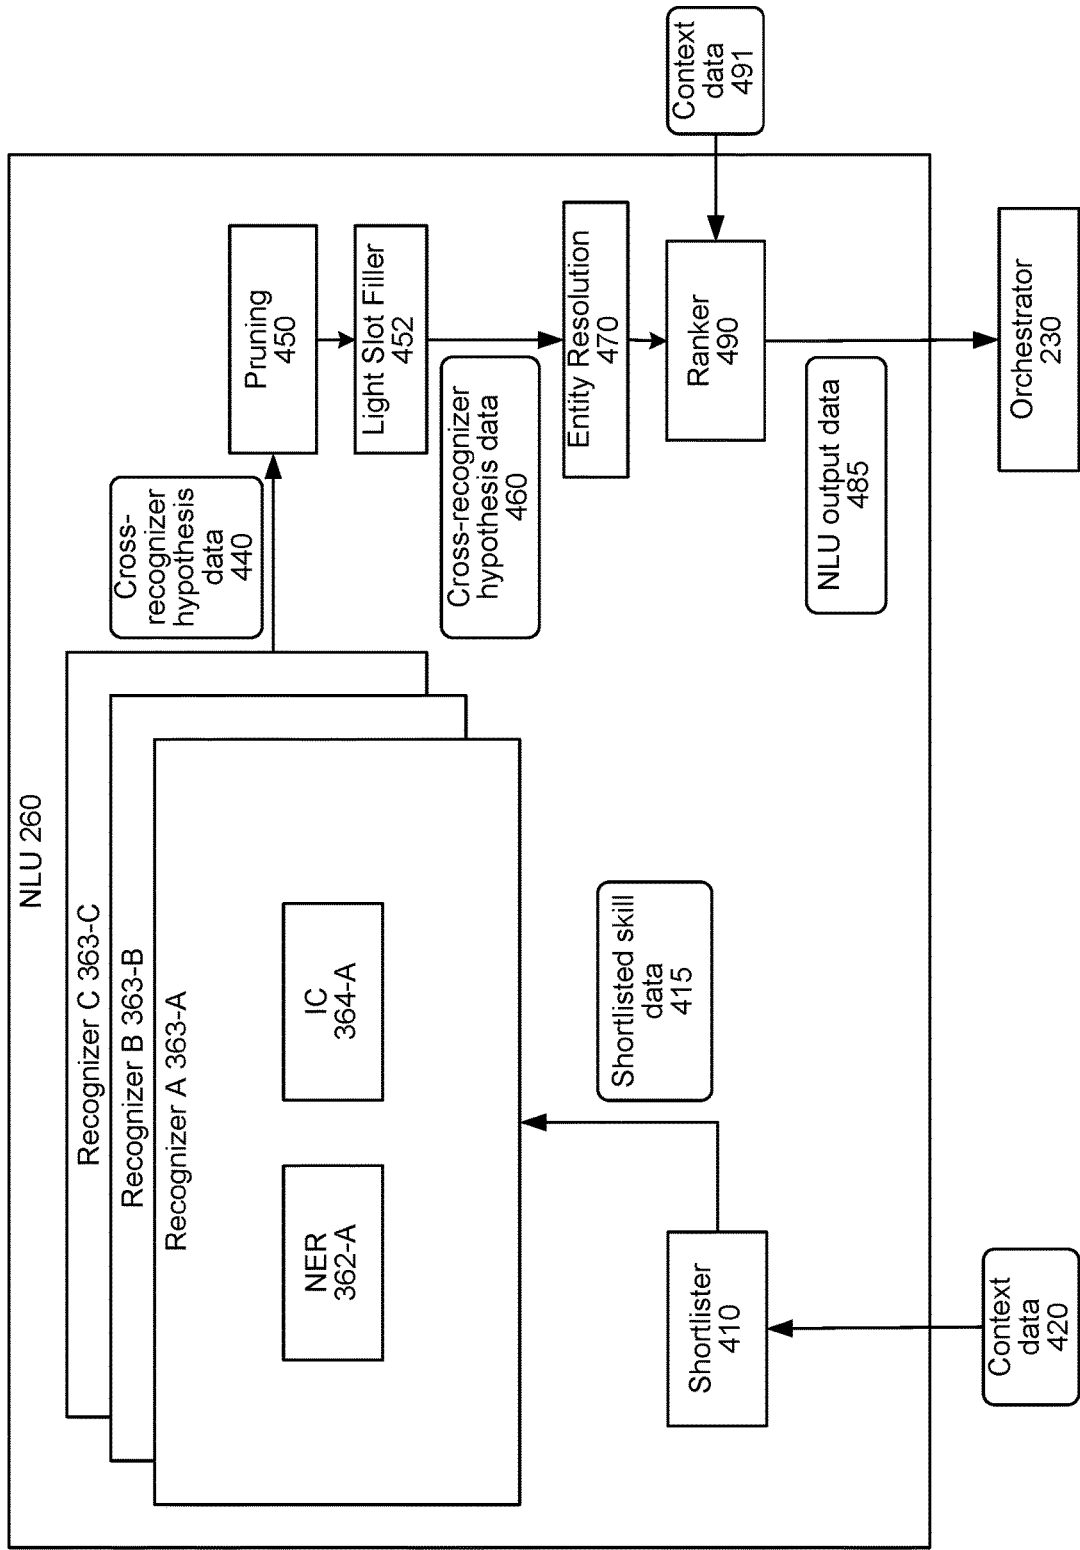 NLU 260
Recognizer C 363-C
Recognizer B 363-B
Recognizer A 363-A
NER
362-A
IC
364-A
Cross-
recognizer
hypothesis
data
440
Pruning
450
Light Slot Filler
452
Cross-recognizer
hypothesis data
460
Entity Resolution
470
Shortlister
410
Shortlisted skill
data
415
Ranker
490
Context
data
491
NLU output data
485
Context
data
420
Orchestrator
230